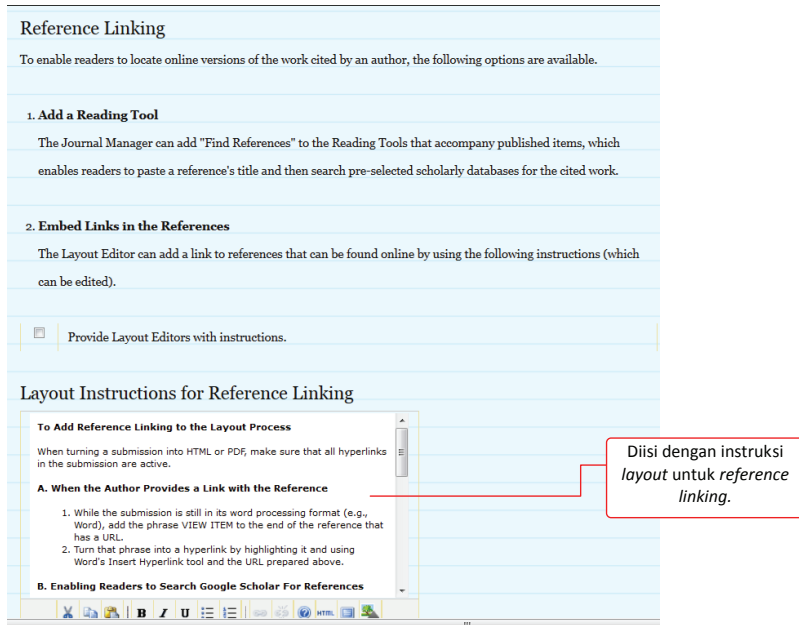 Reference Linking
To enable readers to locate online versions of the work cited by an author, the following options are available.
1. Add a Reading Tool
The Journal Manager can add "Find References" to the Reading Tools that accompany published items, which
enables readers to paste a reference's title and then search pre-selected scholarly databases for the cited work.
2. Embed Links in the References
The Layout Editor can add a link to references that can be found online by using the following instructions (which
can be edited).
Provide Layout Editors with instructions.
Layout Instructions for Reference Linking
To Add Reference Linking to the Layout Process
When turning a submission into HTML or PDF, make sure that all hyperlinks
in the submission are active.
A. When the Author Provides a Link with the Reference
1. While the submission is still in its word processing format (e.g.,
Word), add the phrase VIEW ITEM to the end of the reference that
has a URL.
2. Turn that phrase into a hyperlink by highlighting it and using
Word's Insert Hyperlink tool and the URL prepared above.
B. Enabling Readers to Search Google Scholar For References
B I U HTML
Diisi dengan instruksi
layout untuk reference
linking.